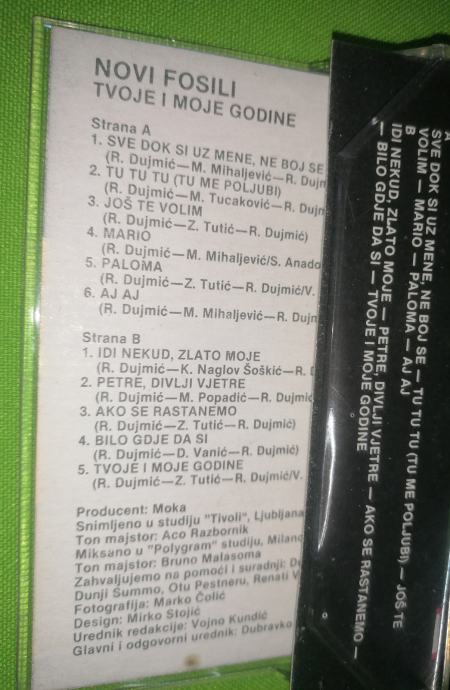 NOVI FOSILI
TVOJE I MOJE GODINE
Strana A
1. SVE DOK SI UZ MENE, NE BOJ SE
(R. Dujmić—M. Mihaljević—R. Dujm
2. TU TU TU (TU ME POLJUBI)
(R. Dujmić—M. Tucaković—R. Dujm
3. JOŠ TE VOLIM
(R. Dujmić—Z. Tutić—R. Dujmić)
4. MARIO
(R. Dujmić—M. Mihaljević/S. Anado
5. PALOMA
(R. Dujmić—Z. Tutić—R. Dujmić/V.
6. AJ AJ
(R. Dujmić—M. Mihaljević—R. Dujm
Strana B
1. IDI NEKUD, ZLATO MOJE
(R. Dujmić—K. Naglov Šoškić—R. D
2. PETRE, DIVLJI VJETRE
(R. Dujmić—M. Popadić—R. Dujmić
3. AKO SE RASTANEMO
(R. Dujmić—Z. Tutić—R. Dujmić)
4. BILO GDJE DA SI
(R. Dujmić—D. Vanić—R. Dujmić)
5. TVOJE I MOJE GODINE
(R. Dujmić—Z. Tutić—R. Dujmić/V.
Producent: Moka
Snimljeno u studiju "Tivoli", Ljubljana
Ton majstor: Aco Razbornik
Miksano u "Polygram" studiju, Milano
Ton majstor: Bruno Malasoma
Zahvaljujemo na pomoći i suradnji:
Dunji Šummo, Otu Pestneru, Renati V
Fotografija: Marko Čolić
Design: Mirko Stojić
Urednik redakcije: Vojno Kundić
Glavni i odgovorni urednik: Dubravko
A
SVE DOK SI UZ MENE, NE BOJ SE — TU TU TU (TU ME POLJUBI) — JOŠ TE
VOLIM — MARIO — PALOMA — AJ AJ
B
IDI NEKUD, ZLATO MOJE — PETRE, DIVLJI VJETRE — AKO SE RASTANEMO —
— BILO GDJE DA SI — TVOJE I MOJE GODINE